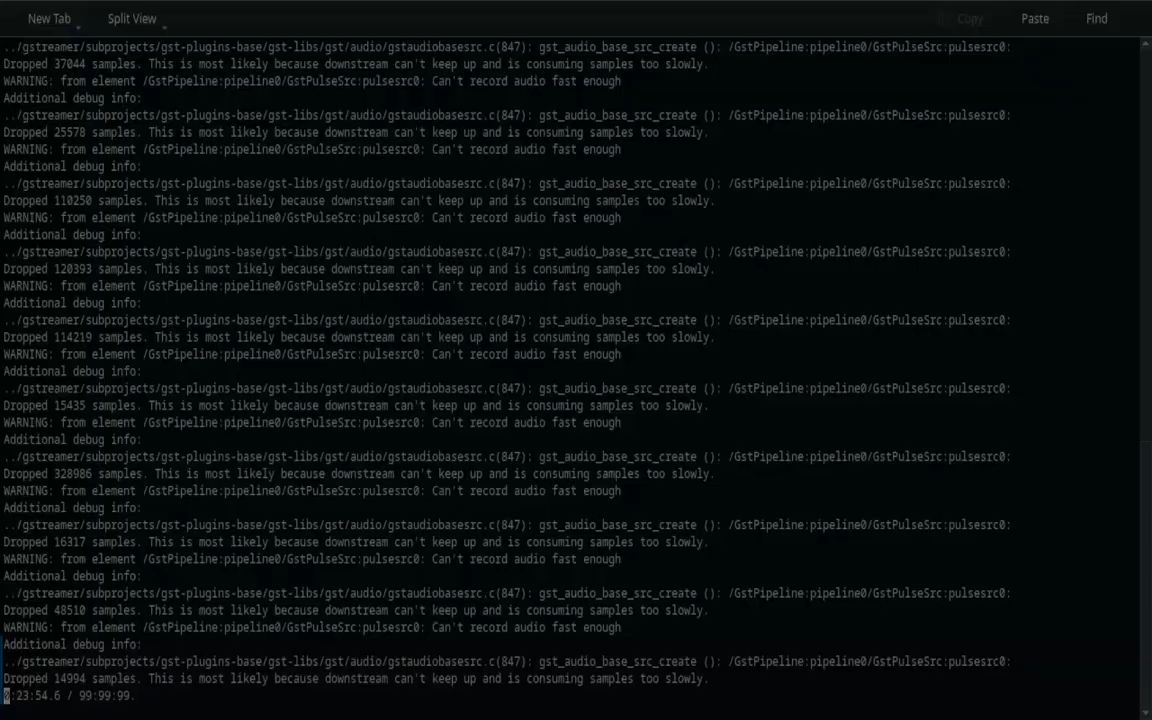 New Tab Split View Copy Paste Find
../gstreamer/subprojects/gst-plugins-base/gst-libs/gst/audio/gstaudiobasesrc.c(847): gst_audio_base_src_create (): /GstPipeline:pipeline0/GstPulseSrc:pulsesrc0:
Dropped 37044 samples. This is most likely because downstream can't keep up and is consuming samples too slowly.
WARNING: from element /GstPipeline:pipeline0/GstPulseSrc:pulsesrc0: Can't record audio fast enough
Additional debug info:
../gstreamer/subprojects/gst-plugins-base/gst-libs/gst/audio/gstaudiobasesrc.c(847): gst_audio_base_src_create (): /GstPipeline:pipeline0/GstPulseSrc:pulsesrc0:
Dropped 25578 samples. This is most likely because downstream can't keep up and is consuming samples too slowly.
WARNING: from element /GstPipeline:pipeline0/GstPulseSrc:pulsesrc0: Can't record audio fast enough
Additional debug info:
../gstreamer/subprojects/gst-plugins-base/gst-libs/gst/audio/gstaudiobasesrc.c(847): gst_audio_base_src_create (): /GstPipeline:pipeline0/GstPulseSrc:pulsesrc0:
Dropped 110250 samples. This is most likely because downstream can't keep up and is consuming samples too slowly.
WARNING: from element /GstPipeline:pipeline0/GstPulseSrc:pulsesrc0: Can't record audio fast enough
Additional debug info:
../gstreamer/subprojects/gst-plugins-base/gst-libs/gst/audio/gstaudiobasesrc.c(847): gst_audio_base_src_create (): /GstPipeline:pipeline0/GstPulseSrc:pulsesrc0:
Dropped 120393 samples. This is most likely because downstream can't keep up and is consuming samples too slowly.
WARNING: from element /GstPipeline:pipeline0/GstPulseSrc:pulsesrc0: Can't record audio fast enough
Additional debug info:
../gstreamer/subprojects/gst-plugins-base/gst-libs/gst/audio/gstaudiobasesrc.c(847): gst_audio_base_src_create (): /GstPipeline:pipeline0/GstPulseSrc:pulsesrc0:
Dropped 114219 samples. This is most likely because downstream can't keep up and is consuming samples too slowly.
WARNING: from element /GstPipeline:pipeline0/GstPulseSrc:pulsesrc0: Can't record audio fast enough
Additional debug info:
../gstreamer/subprojects/gst-plugins-base/gst-libs/gst/audio/gstaudiobasesrc.c(847): gst_audio_base_src_create (): /GstPipeline:pipeline0/GstPulseSrc:pulsesrc0:
Dropped 15435 samples. This is most likely because downstream can't keep up and is consuming samples too slowly.
WARNING: from element /GstPipeline:pipeline0/GstPulseSrc:pulsesrc0: Can't record audio fast enough
Additional debug info:
../gstreamer/subprojects/gst-plugins-base/gst-libs/gst/audio/gstaudiobasesrc.c(847): gst_audio_base_src_create (): /GstPipeline:pipeline0/GstPulseSrc:pulsesrc0:
Dropped 328986 samples. This is most likely because downstream can't keep up and is consuming samples too slowly.
WARNING: from element /GstPipeline:pipeline0/GstPulseSrc:pulsesrc0: Can't record audio fast enough
Additional debug info:
../gstreamer/subprojects/gst-plugins-base/gst-libs/gst/audio/gstaudiobasesrc.c(847): gst_audio_base_src_create (): /GstPipeline:pipeline0/GstPulseSrc:pulsesrc0:
Dropped 16317 samples. This is most likely because downstream can't keep up and is consuming samples too slowly.
WARNING: from element /GstPipeline:pipeline0/GstPulseSrc:pulsesrc0: Can't record audio fast enough
Additional debug info:
../gstreamer/subprojects/gst-plugins-base/gst-libs/gst/audio/gstaudiobasesrc.c(847): gst_audio_base_src_create (): /GstPipeline:pipeline0/GstPulseSrc:pulsesrc0:
Dropped 48510 samples. This is most likely because downstream can't keep up and is consuming samples too slowly.
WARNING: from element /GstPipeline:pipeline0/GstPulseSrc:pulsesrc0: Can't record audio fast enough
Additional debug info:
../gstreamer/subprojects/gst-plugins-base/gst-libs/gst/audio/gstaudiobasesrc.c(847): gst_audio_base_src_create (): /GstPipeline:pipeline0/GstPulseSrc:pulsesrc0:
Dropped 14994 samples. This is most likely because downstream can't keep up and is consuming samples too slowly.
0:23:54.6 / 99:99:99.